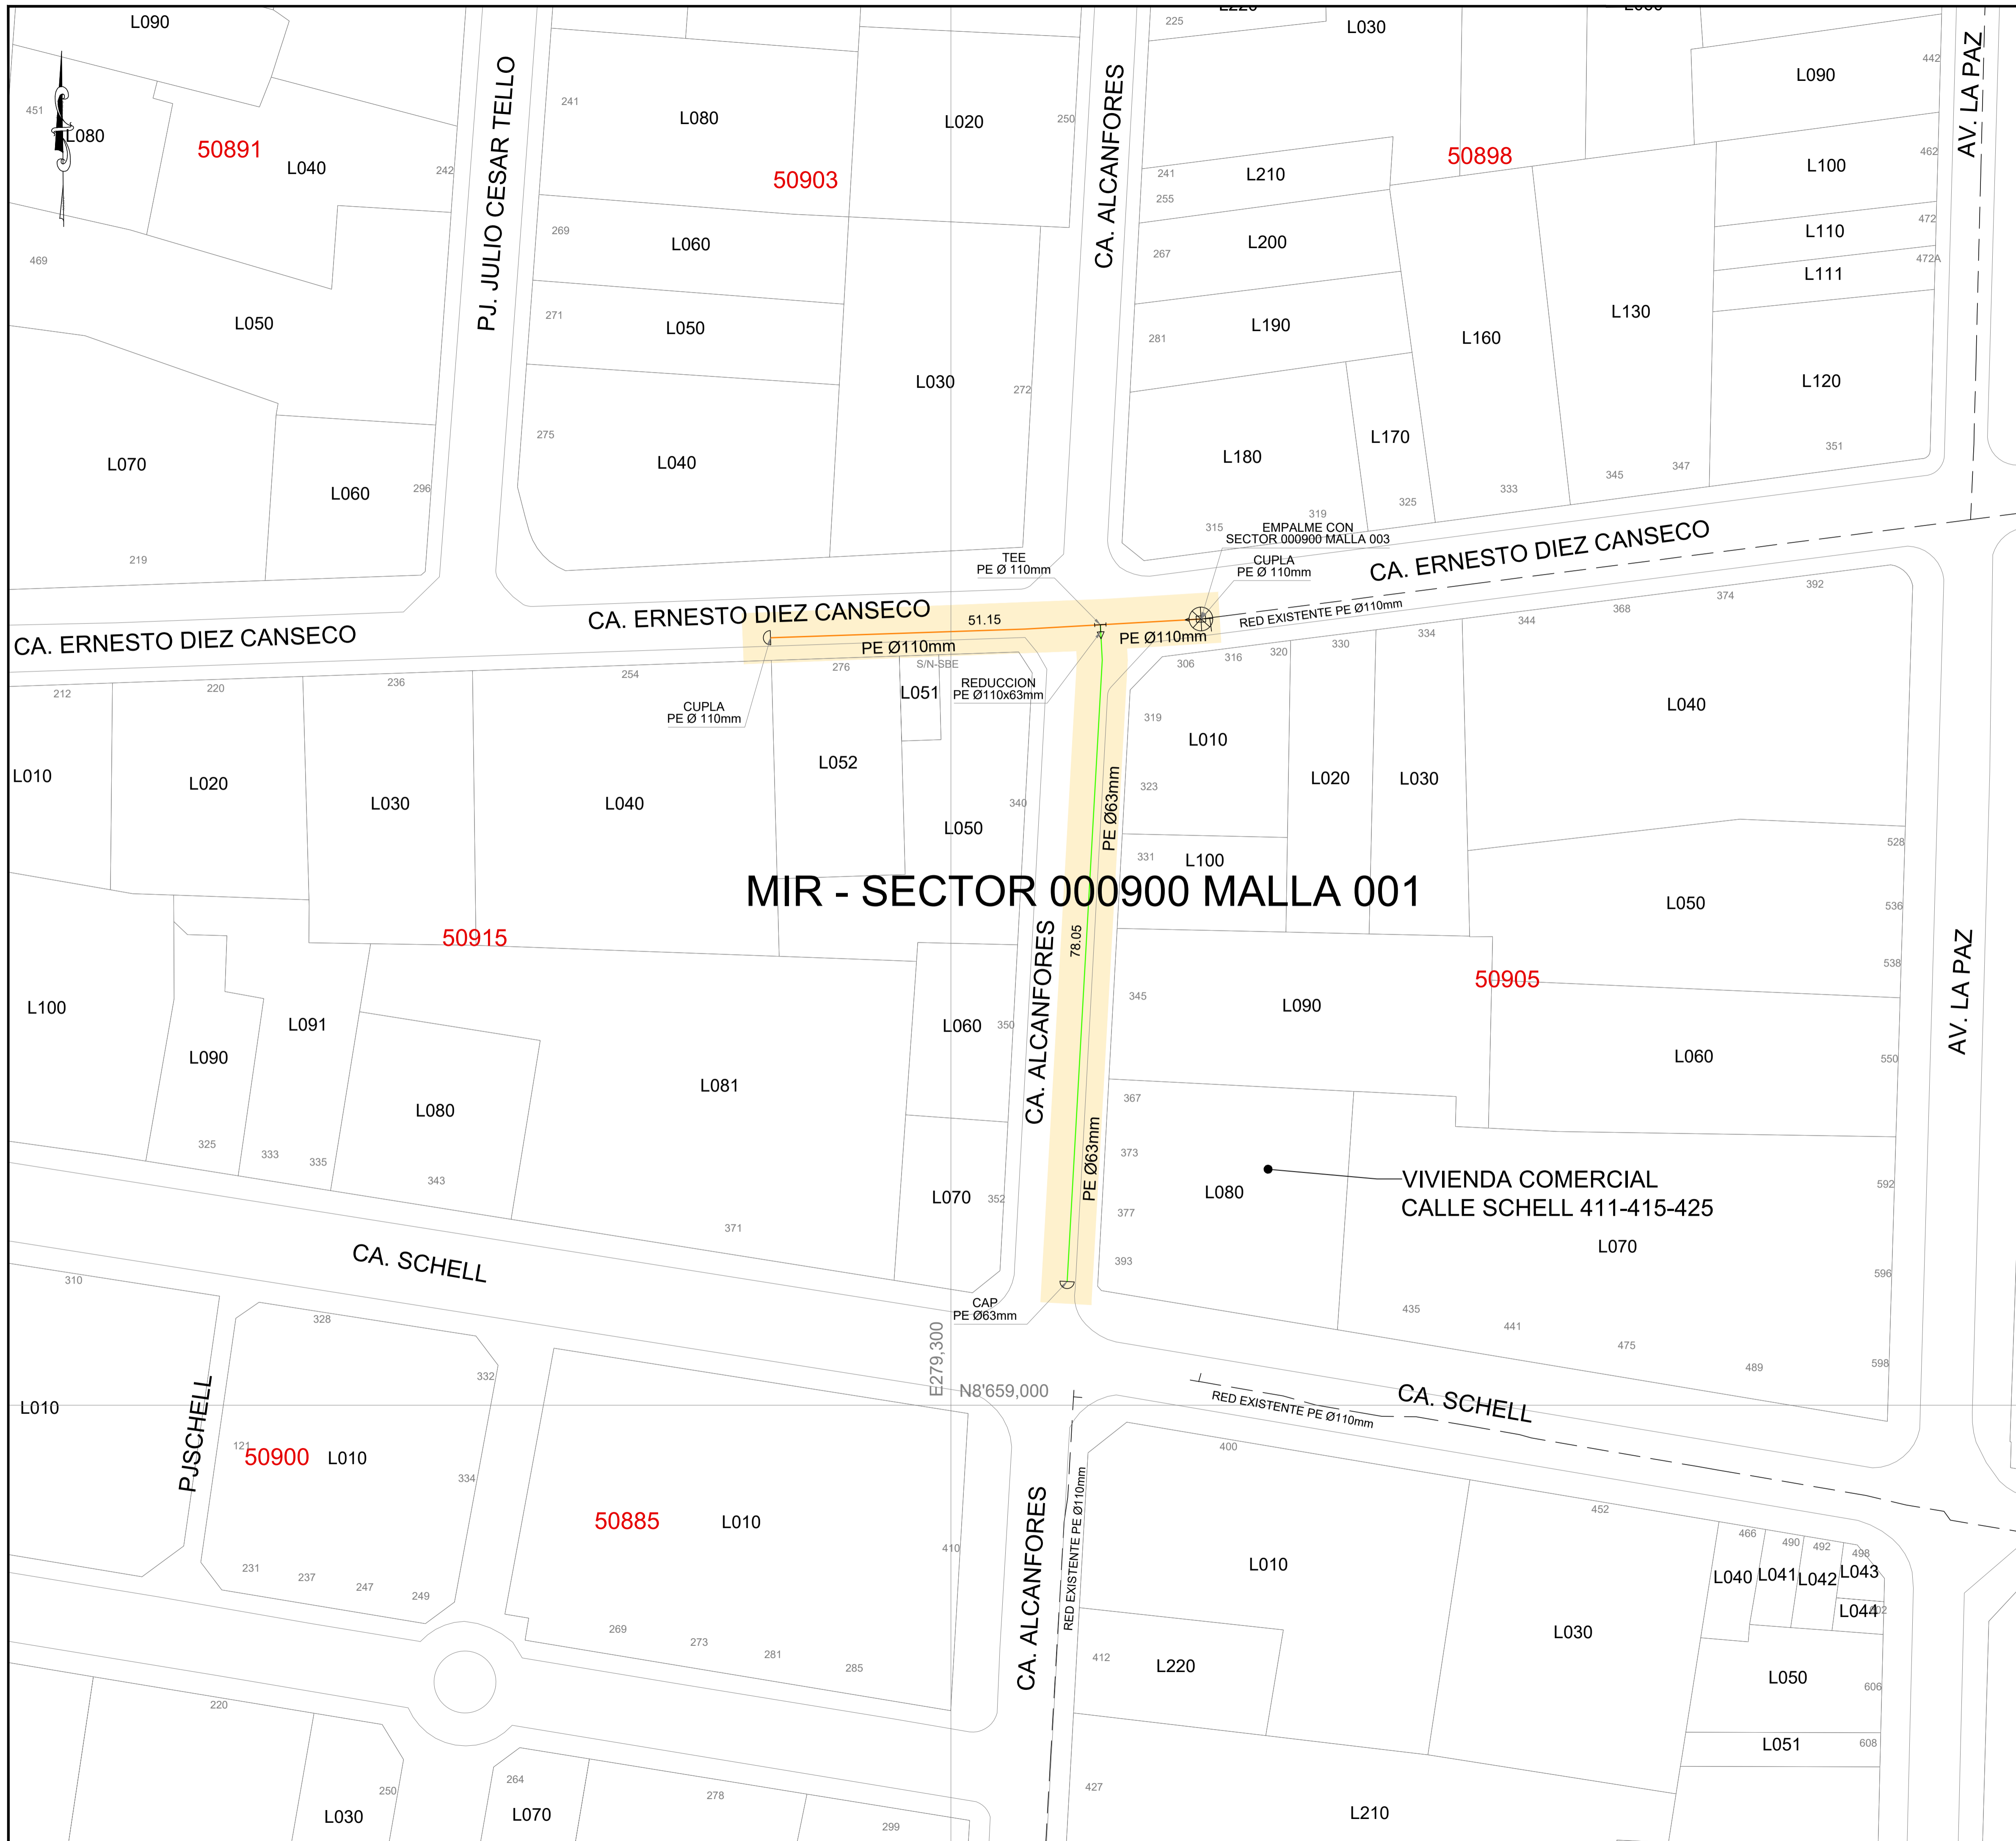 L090
225
L030
442
AV. LA PAZ
L090
451
L080
50891
L040
242
PJ. JULIO CESAR TELLO
241
L080
50903
L020
250
CA. ALCANFORES
241
L210
255
50898
L100
462
L200
267
472
L110
472A
L111
469
L050
269
L060
271
L050
L030
272
281
L190
L160
L130
L120
351
L070
L060
296
219
275
L040
L180
L170
315
319
325
333
345
347
EMPALME CON
SECTOR 000900 MALLA 003
TEE
PE Ø 110mm
CUPLA
PE Ø 110mm
CA. ERNESTO DIEZ CANSECO
CA. ERNESTO DIEZ CANSECO
CA. ERNESTO DIEZ CANSECO
51.15
PE Ø110mm
PE Ø110mm
RED EXISTENTE PE Ø110mm
212
220
236
254
276
S/N-SBE
306
316
320
330
334
344
368
374
392
CUPLA
PE Ø 110mm
REDUCCION
PE Ø110x63mm
L051
L010
L020
L030
L040
L052
L050
340
319
L010
323
L020
L030
L040
PE Ø63mm
331
L100
528
MIR - SECTOR 000900 MALLA 001
L050
536
50915
78.05
CA. ALCANFORES
538
50905
345
L090
L100
L091
L090
L080
L081
L060
350
L060
550
325
333
335
343
371
L070
352
PE Ø63mm
367
373
377
393
L080
VIVIENDA COMERCIAL
CALLE SCHELL 411-415-425
L070
592
596
598
435
441
475
489
CA. SCHELL
CAP
PE Ø63mm
310
328
332
E279,300
N8'659,000
RED EXISTENTE PE Ø110mm
CA. SCHELL
L010
PJSCHELL
121
50900
L010
334
231
237
247
249
50885
L010
410
269
273
281
285
CA. ALCANFORES
RED EXISTENTE PE Ø110mm
400
452
466
490
492
498
L010
L040
L041
L042
L043
L044
L030
412
L220
L050
606
L051
608
220
250
L030
264
L070
278
299
427
L210